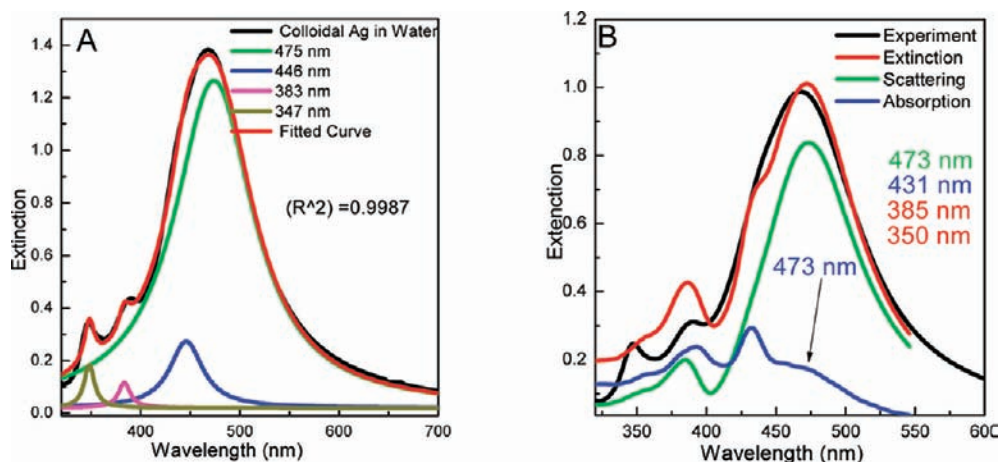 A
Colloidal Ag in Water
475 nm
446 nm
383 nm
347 nm
Fitted Curve
(R^2) =0.9987
Extinction
1.4
1.2
1.0
0.8
0.6
0.4
0.2
0.0
400
500
600
700
Wavelength (nm)
B
Experiment
Extinction
Scattering
Absorption
473 nm
431 nm
385 nm
350 nm
473 nm
Extenction
1.2
1.0
0.8
0.6
0.4
0.2
350
400
450
500
550
600
Wavelength (nm)